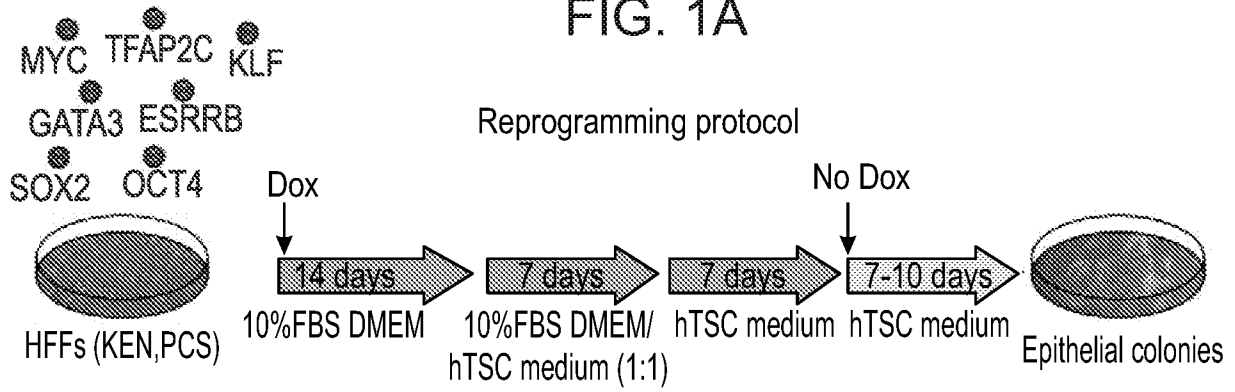 FIG. 1A
MYC TFAP2C KLF
GATA3 ESRRB
SOX2 OCT4
Reprogramming protocol
Dox
No Dox
14 days
7 days
7 days
7-10 days
10%FBS DMEM
10%FBS DMEM/
hTSC medium (1:1)
hTSC medium
hTSC medium
HFFs (KEN,PCS)
Epithelial colonies